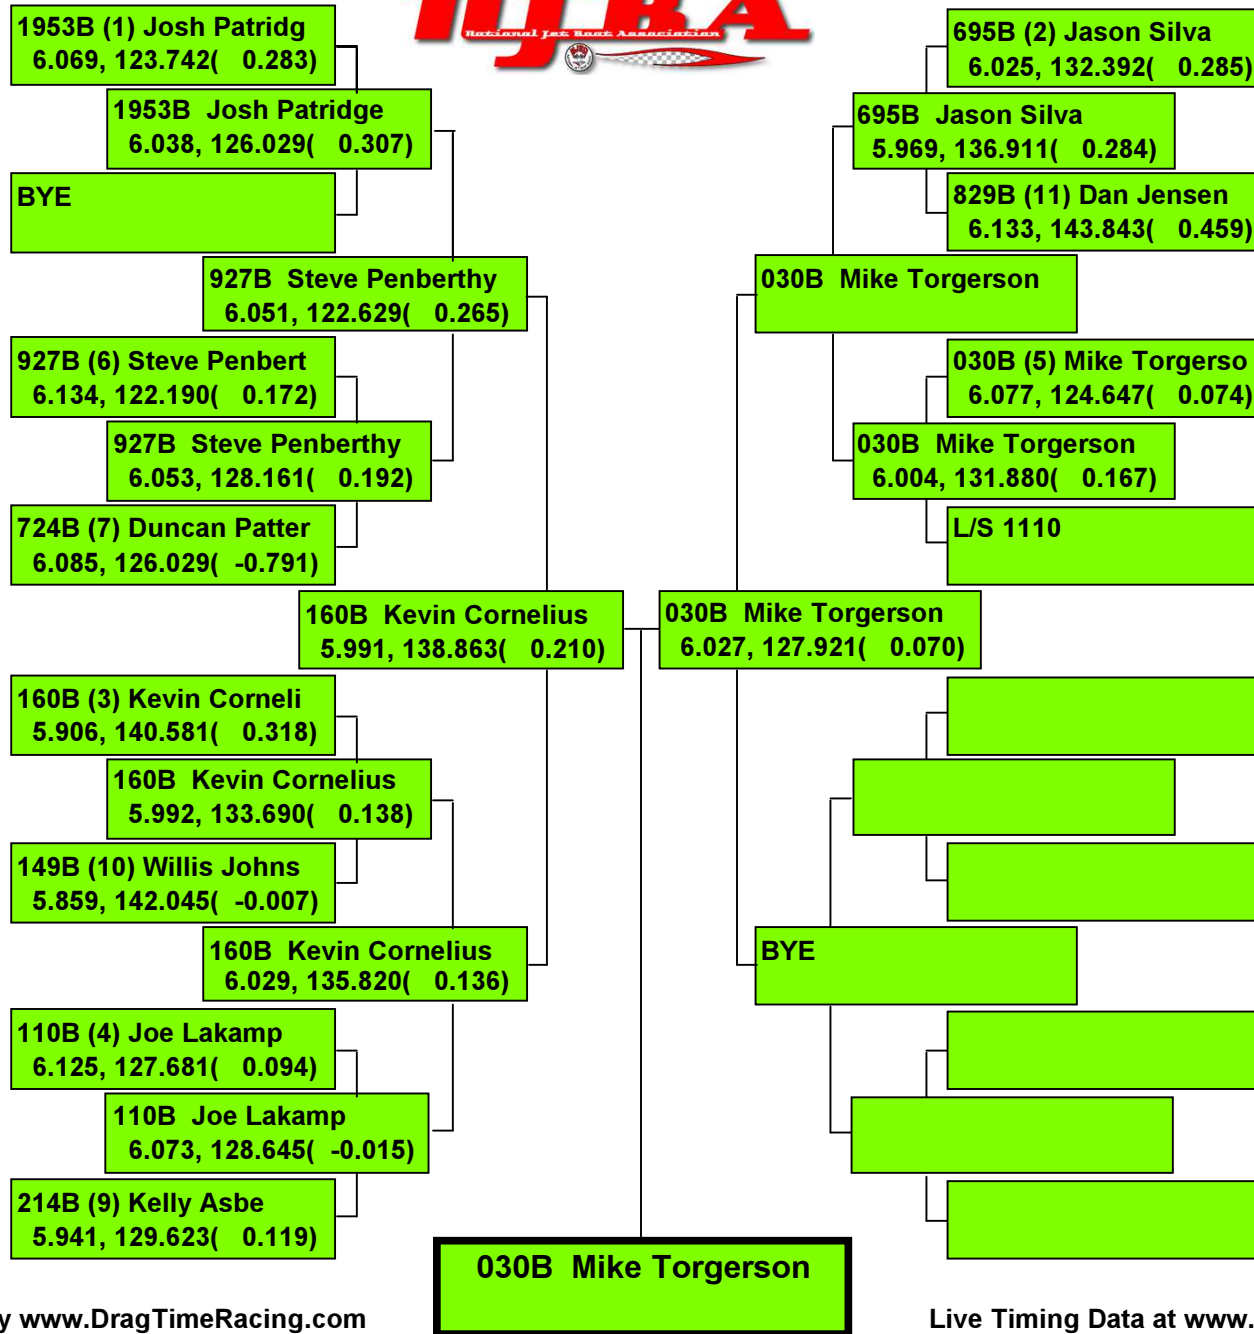 NJBA
National Jet Boat Association
1953B (1) Josh Patridg
6.069, 123.742( 0.283)
1953B Josh Patridge
6.038, 126.029( 0.307)
BYE
927B Steve Penberthy
6.051, 122.629( 0.265)
927B (6) Steve Penbert
6.134, 122.190( 0.172)
927B Steve Penberthy
6.053, 128.161( 0.192)
724B (7) Duncan Patter
6.085, 126.029( -0.791)
160B Kevin Cornelius
5.991, 138.863( 0.210)
160B (3) Kevin Corneli
5.906, 140.581( 0.318)
160B Kevin Cornelius
5.992, 133.690( 0.138)
149B (10) Willis Johns
5.859, 142.045( -0.007)
160B Kevin Cornelius
6.029, 135.820( 0.136)
110B (4) Joe Lakamp
6.125, 127.681( 0.094)
110B Joe Lakamp
6.073, 128.645( -0.015)
214B (9) Kelly Asbe
5.941, 129.623( 0.119)
695B (2) Jason Silva
6.025, 132.392( 0.285)
695B Jason Silva
5.969, 136.911( 0.284)
829B (11) Dan Jensen
6.133, 143.843( 0.459)
030B Mike Torgerson
030B (5) Mike Torgerso
6.077, 124.647( 0.074)
030B Mike Torgerson
6.004, 131.880( 0.167)
L/S 1110
030B Mike Torgerson
6.027, 127.921( 0.070)
BYE
030B Mike Torgerson
y www.DragTimeRacing.com
Live Timing Data at www.